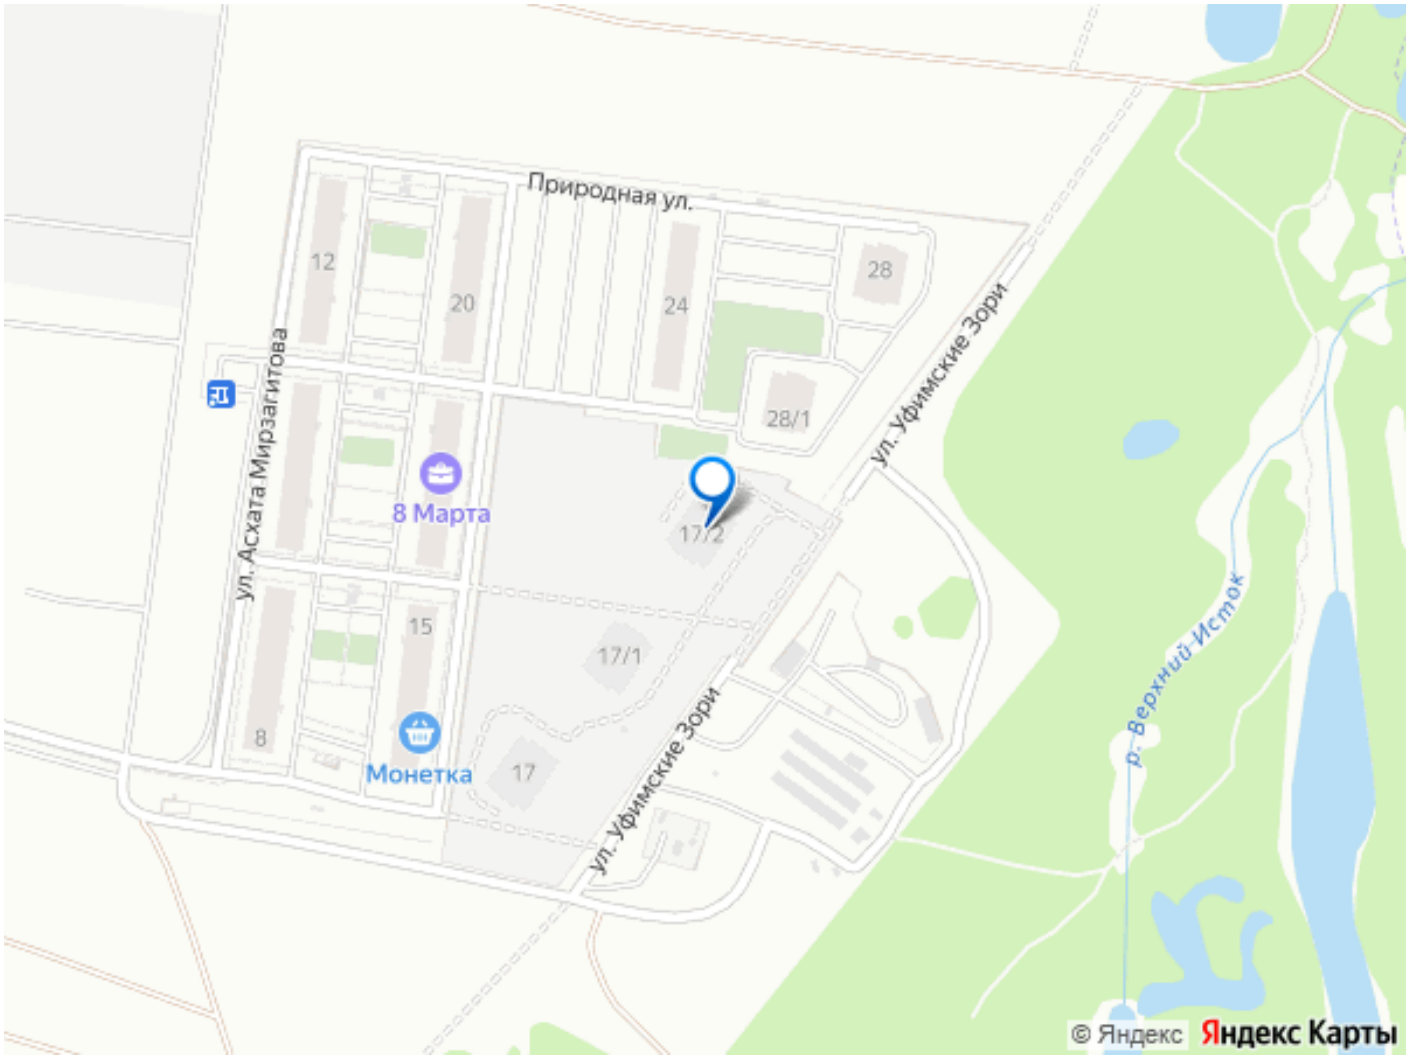 Природная ул.
12
20
24
28
28/1
ул. Асхата Мирзагитова
ул. Уфимские Зори
8 Марта
17/2
15
17/1
8
Монетка
17
ул. Уфимские Зори
р. Верхний Исток
© Яндекс Яндекс Карты